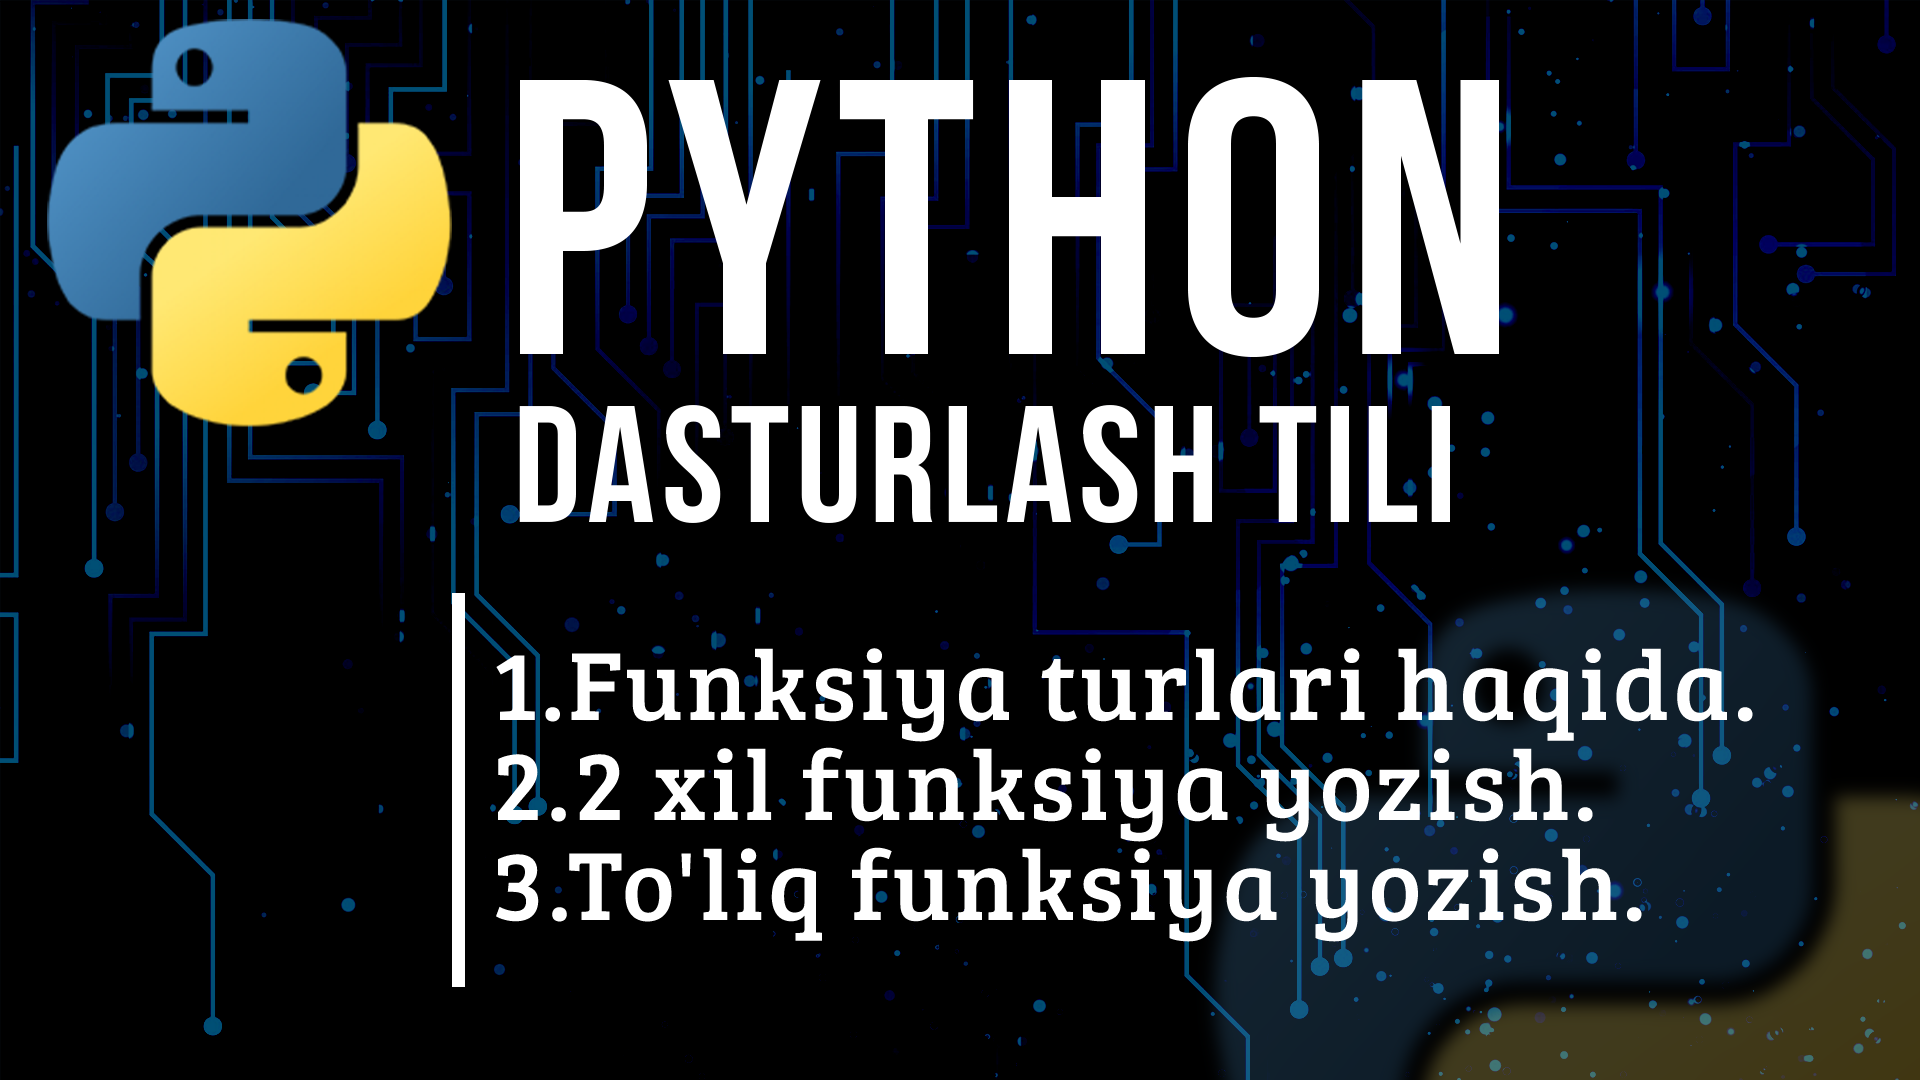 PYTHON
DASTURLASH TILI
1.Funksiya turlari haqida.
2.2 xil funksiya yozish.
3.To'liq funksiya yozish.